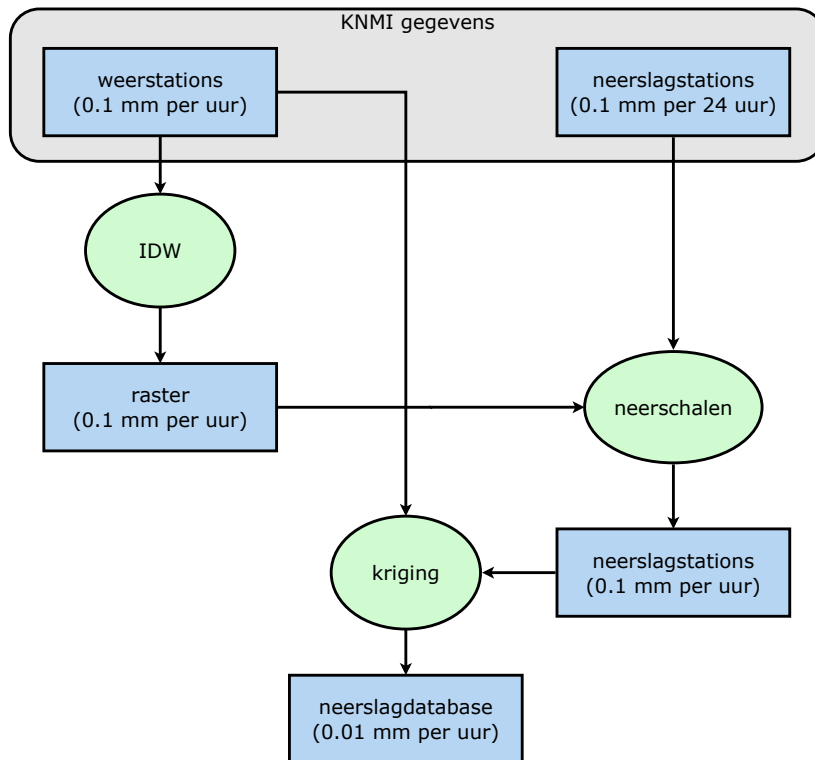 KNMI gegevens
weerstations
(0.1 mm per uur)
neerslagstations
(0.1 mm per 24 uur)
IDW
raster
(0.1 mm per uur)
neerschalen
kriging
neerslagstations
(0.1 mm per uur)
neerslagdatabase
(0.01 mm per uur)